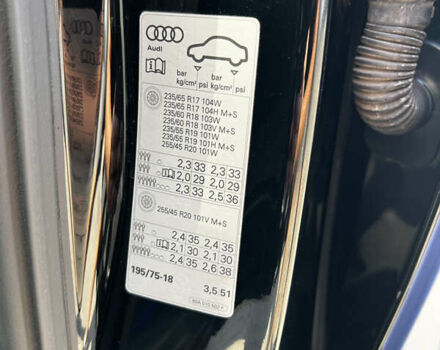 Audi
bar bar
kg/cm² psi kg/cm² psi
235/65 R17 104W
235/65 R17 104H M+S
235/60 R18 103W
235/60 R18 103V M+S
235/55 R19 101W
235/55 R19 101H M+S
255/45 R20 101W
2,3 33 2,3 33
2,0 29 2,0 29
2,3 33 2,5 36
255/45 R20 101V M+S
2,4 35 2,4 35
2,1 30 2,1 30
2,4 35 2,6 38
195/75-18 3,5 51